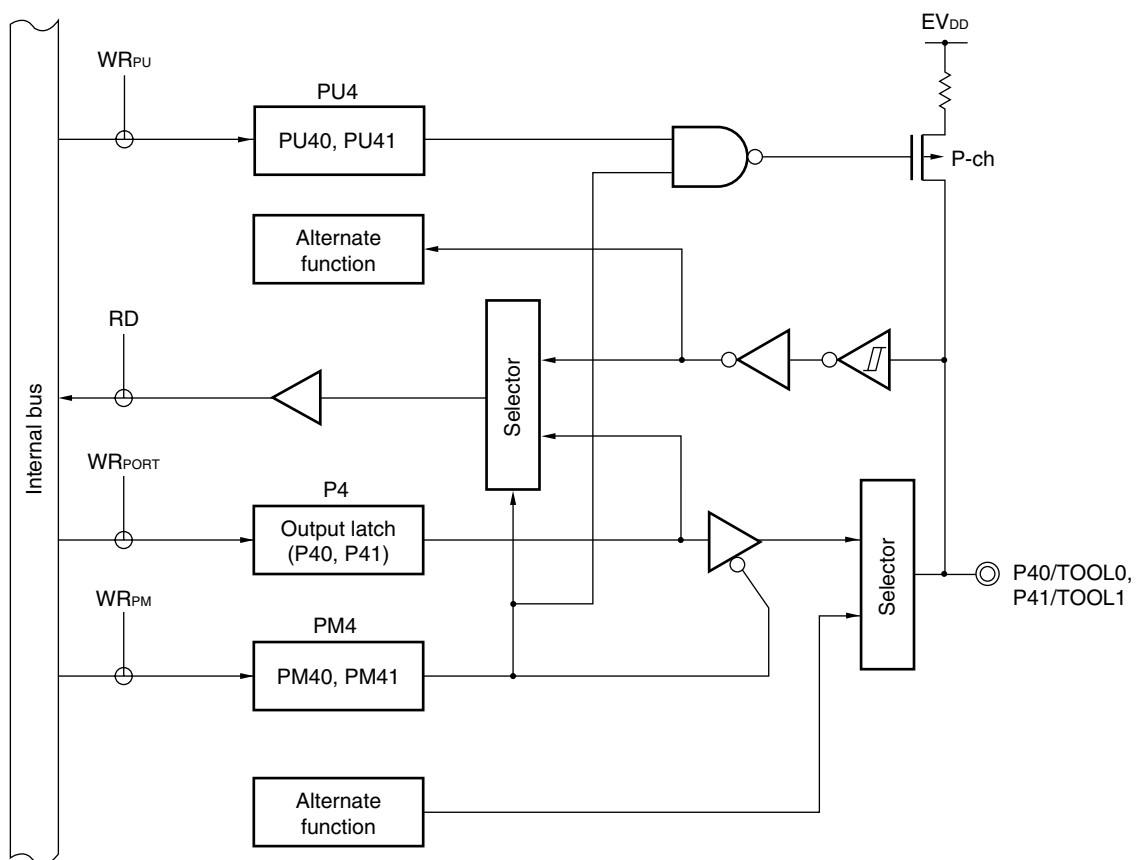 EVDD
WRPU
PU4
PU40, PU41
P-ch
Alternate
function
RD
Selector
Internal bus
WRPORT
P4
Output latch
(P40, P41)
Selector
P40/TOOL0,
P41/TOOL1
WRPM
PM4
PM40, PM41
Alternate
function